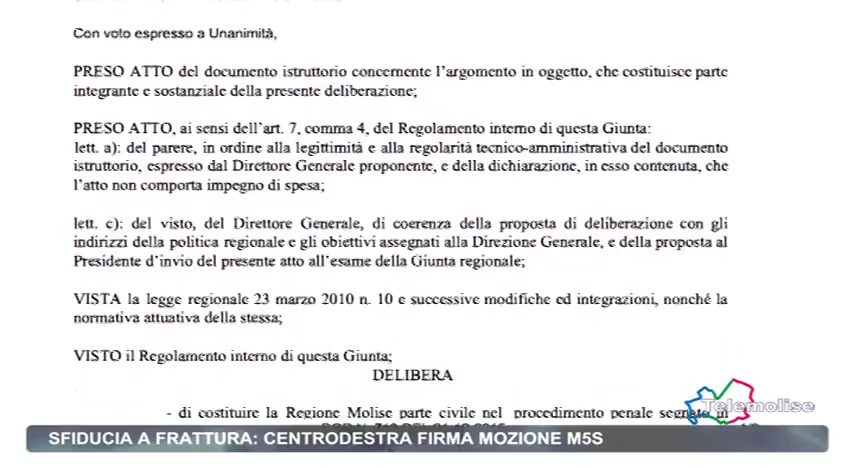 Con voto espresso a Unanimità,
PRESO ATTO del documento istruttorio concernente l'argomento in oggetto, che costituisce parte
integrante e sostanziale della presente deliberazione;
PRESO ATTO, ai sensi dell'art. 7, comma 4, del Regolamento interno di questa Giunta:
lett. a): del parere, in ordine alla legittimità e alla regolarità tecnico-amministrativa del documento
istruttorio, espresso dal Direttore Generale proponente, e della dichiarazione, in esso contenuta, che
l'atto non comporta impegno di spesa;
lett. c): del visto, del Direttore Generale, di coerenza della proposta di deliberazione con gli
indirizzi della politica regionale e gli obiettivi assegnati alla Direzione Generale, e della proposta al
Presidente d'invio del presente atto all'esame della Giunta regionale;
VISTA la legge regionale 23 marzo 2010 n. 10 e successive modifiche ed integrazioni, nonché la
normativa attuativa della stessa;
VISTO il Regolamento interno di questa Giunta;
DELIBERA
- di costituire la Regione Molise parte civile nel procedimento penale segnato in
Telemolise
SFIDUCIA A FRATTURA: CENTRODESTRA FIRMA MOZIONE M5S